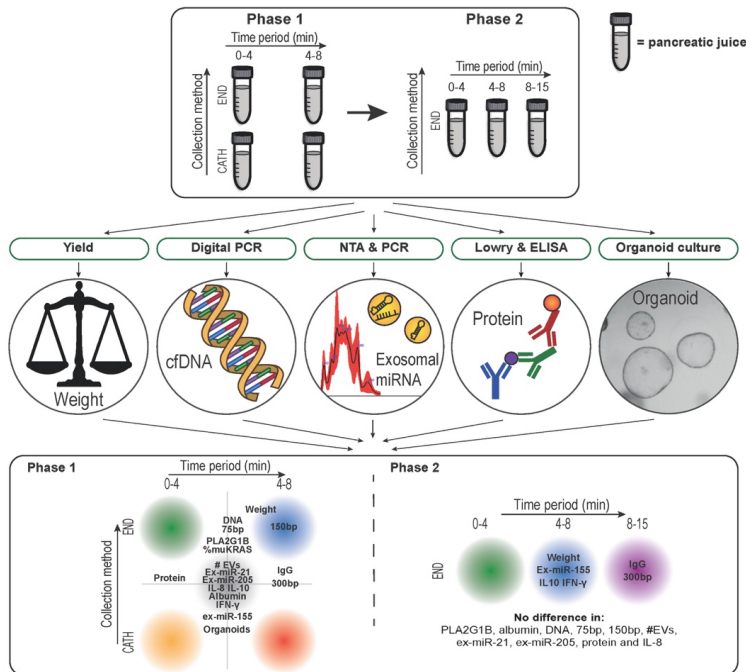 Phase 1
Time period (min)
0-4 4-8
Collection method
END
CATH
Phase 2
Time period (min)
0-4 4-8 8-15
Collection method
END
= pancreatic juice
Yield
Digital PCR
NTA & PCR
Lowry & ELISA
Organoid culture
Weight
cfDNA
Exosomal
miRNA
Protein
Organoid
Phase 1
Time period (min)
0-4 4-8
Collection method
END
CATH
Weight
DNA
75bp
150bp
PLA2G1B
%muKRAS
Protein
# EVs
Ex-miR-21
Ex-miR-205
IL-8 IL-10
Albumin
IFN-γ
ex-miR-155
Organoids
IgG
300bp
Phase 2
Time period (min)
0-4 4-8 8-15
END
Weight
Ex-miR-155
IL10 IFN-γ
IgG
300bp
No difference in:
PLA2G1B, albumin, DNA, 75bp, 150bp, #EVs,
ex-miR-21, ex-miR-205, protein and IL-8